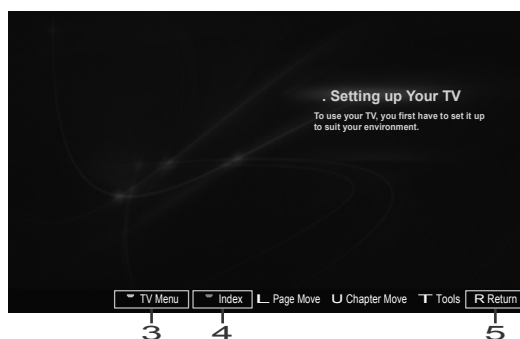 . Setting up Your TV
To use your TV, you first have to set it up
to suit your environment.
TV Menu Index L Page Move U Chapter Move T Tools R Return
3 4 5